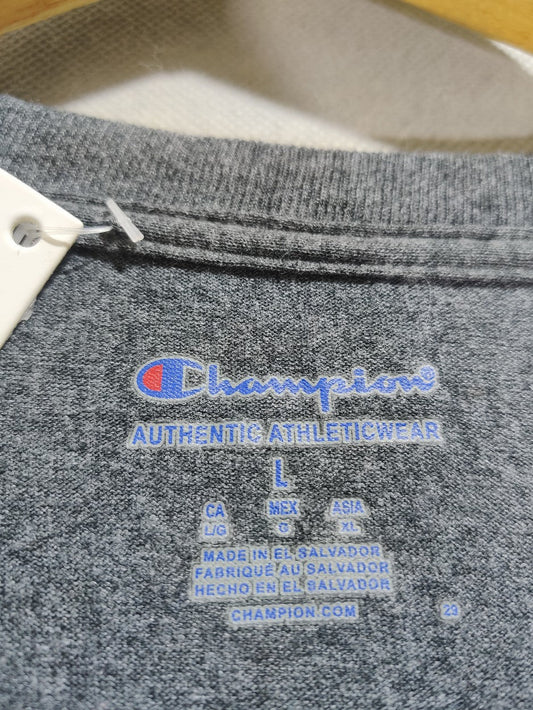 Champion®
AUTHENTIC ATHLETICWEAR
L
CA MEX ASIA
L/G G XL
MADE IN EL SALVADOR
FABRIQUÉ AU SALVADOR
HECHO EN EL SALVADOR
CHAMPION.COM 23